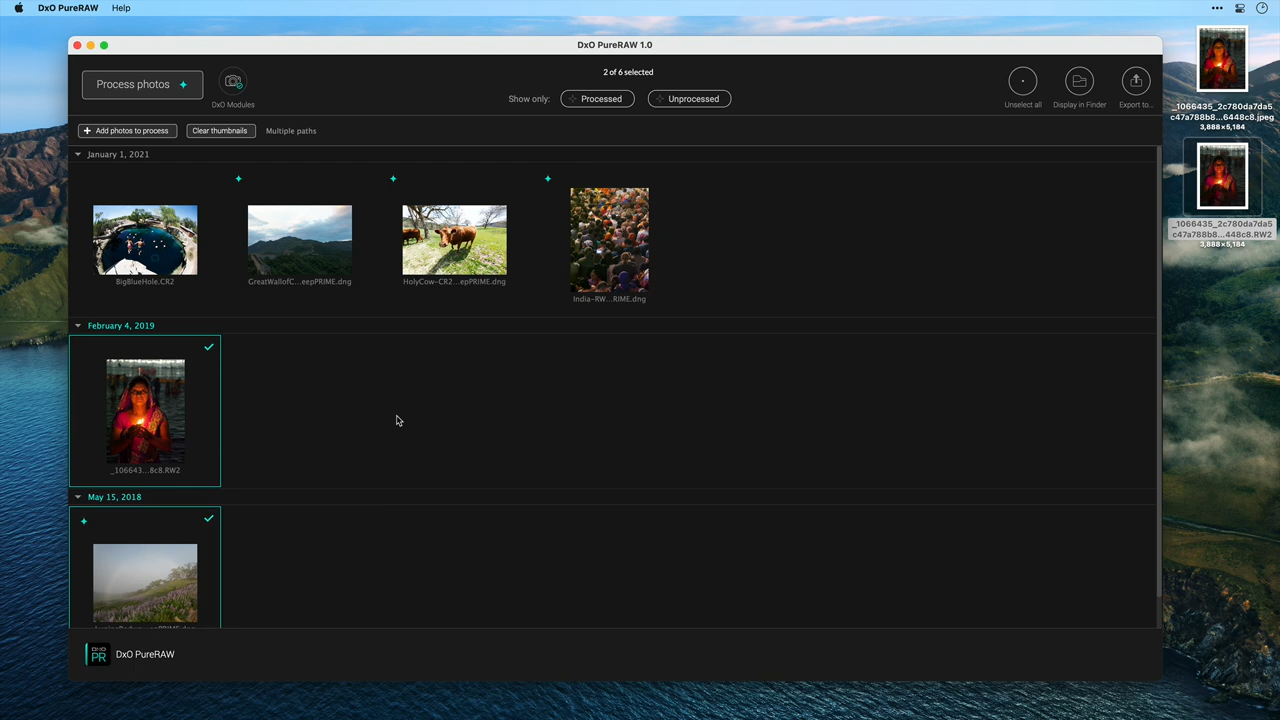 DxO PureRAW Help
DxO PureRAW 1.0
Process photos
DxO Modules
2 of 6 selected
Show only: Processed Unprocessed
Unselect all
Display in Finder
Export to...
Add photos to process
Clear thumbnails
Multiple paths
January 1, 2021
BigBlueHole.CR2
GreatWallofC...eepPRIME.dng
HolyCow-CR2...epPRIME.dng
India-RW...RIME.dng
February 4, 2019
_106643...8c8.RW2
May 15, 2018
DXO
PR
DxO PureRAW
_1066435_2c780da7da5
c47a788b8...6448c8.jpeg
3,888×5,184
_1066435_2c780da7da5
c47a788b8...448c8.RW2
3,888×5,184